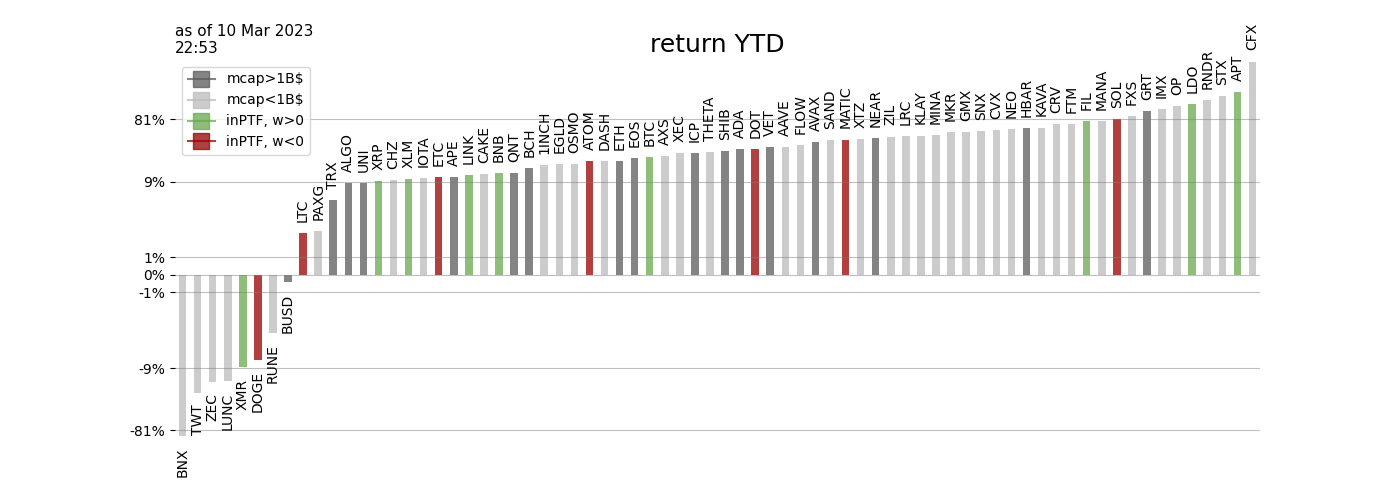 as of 10 Mar 2023
22:53
return YTD
mcap>1B$
mcap<1B$
inPTF, w>0
inPTF, w<0
81%
9%
1%
0%
-1%
-9%
-81%
BNX
TWT
ZEC
LUNC
XMR
DOGE
RUNE
BUSD
LTC
PAXG
TRX
ALGO
UNI
XRP
CHZ
XLM
IOTA
ETC
APE
LINK
CAKE
BNB
QNT
BCH
1INCH
EGLD
OSMO
ATOM
DASH
ETH
EOS
BTC
AXS
XEC
ICP
THETA
SHIB
ADA
DOT
VET
AAVE
FLOW
AVAX
SAND
MATIC
XTZ
NEAR
ZIL
LRC
KLAY
MINA
MKR
GMX
SNX
CVX
NEO
HBAR
KAVA
CRV
FTM
FIL
MANA
SOL
FXS
GRT
IMX
OP
LDO
RNDR
STX
APT
CFX